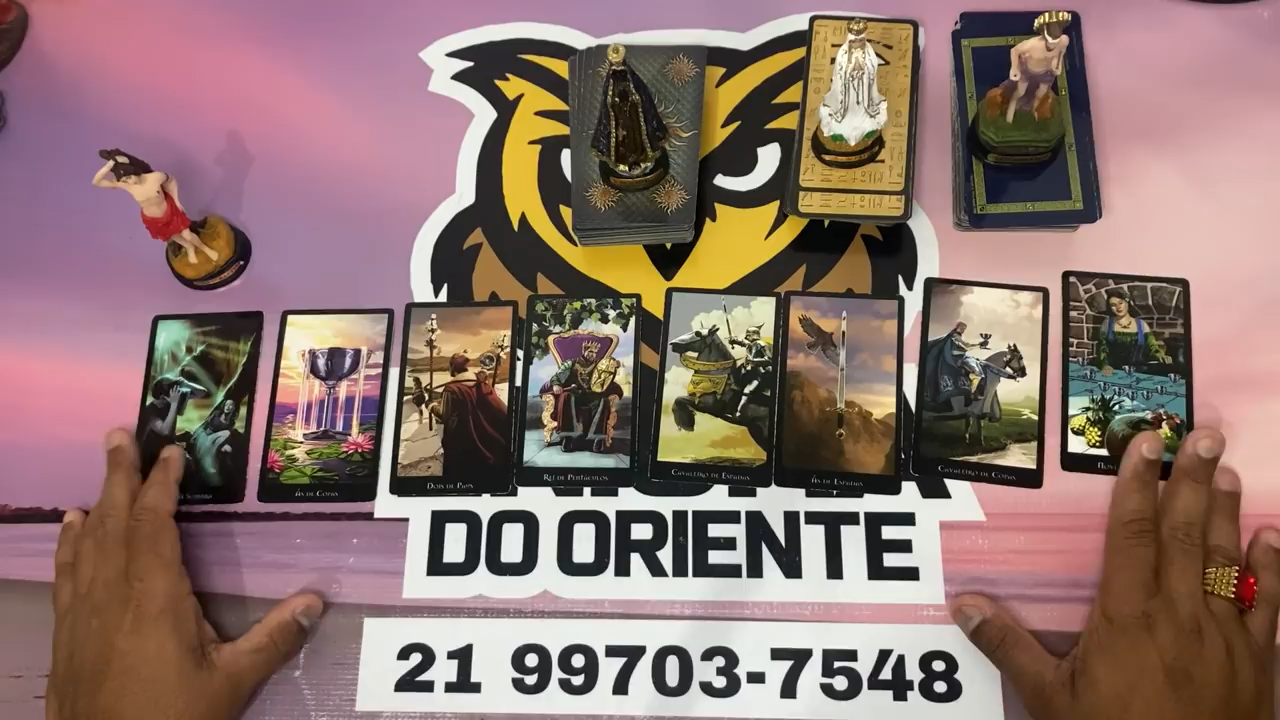 Ás de Copas
Dois de Paus
Rei de Pentáculos
Cavaleiro de Espadas
Ás de Espadas
Cavaleiro de Copas
DO ORIENTE
21 99703-7548